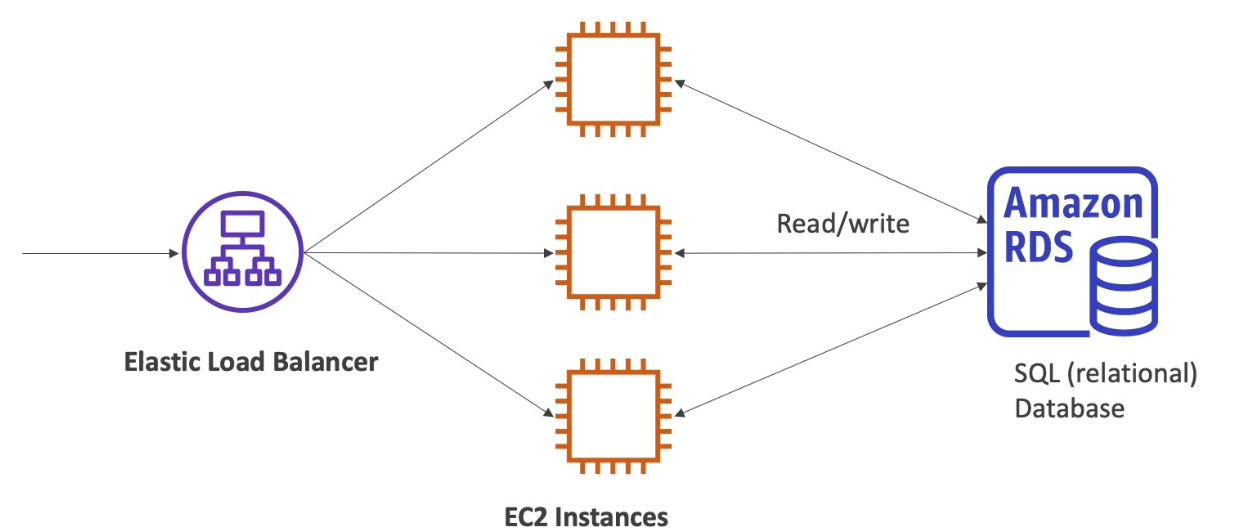 Read/write
Amazon
RDS
Elastic Load Balancer
SQL (relational)
Database
EC2 Instances